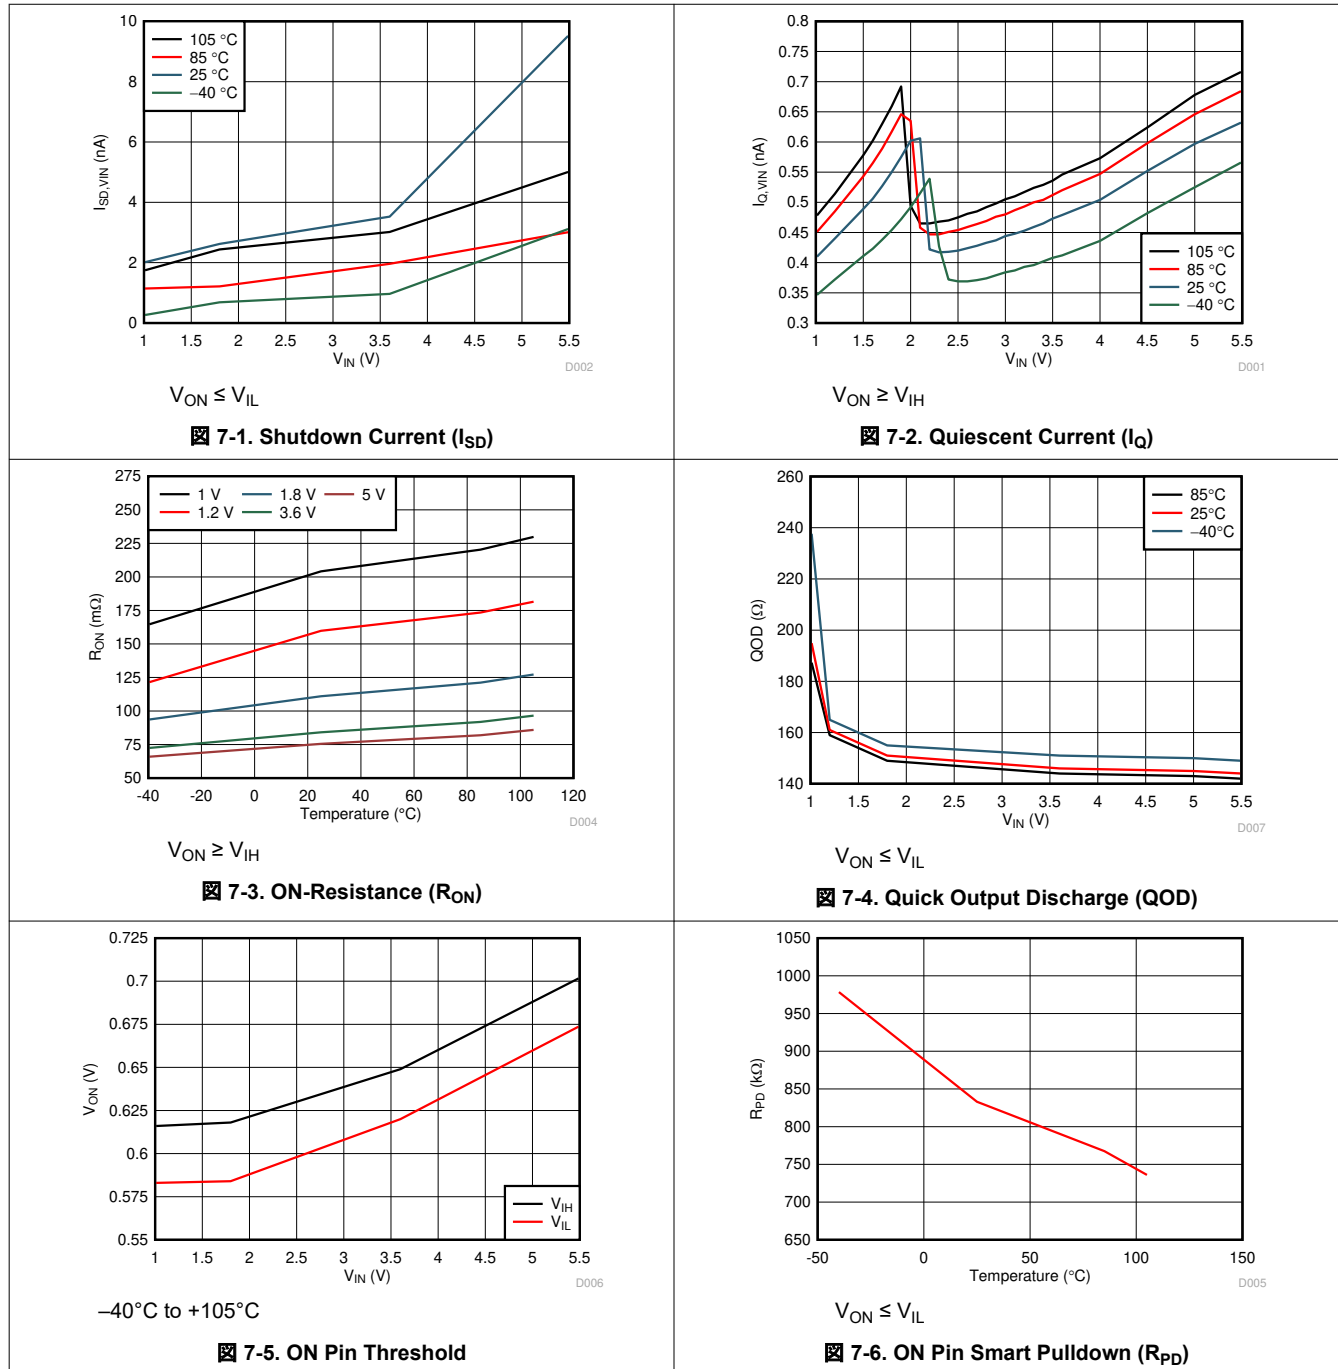 10
8
6
4
2
0
I_SD,VIN (nA)
105 °C
85 °C
25 °C
–40 °C
1 1.5 2 2.5 3 3.5 4 4.5 5 5.5
V_IN (V)
D002
V_ON ≤ V_IL
図 7-1. Shutdown Current (I_SD)
0.8
0.75
0.7
0.65
0.6
0.55
0.5
0.45
0.4
0.35
0.3
I_Q,VIN (nA)
105 °C
85 °C
25 °C
–40 °C
1 1.5 2 2.5 3 3.5 4 4.5 5 5.5
V_IN (V)
D001
V_ON ≥ V_IH
図 7-2. Quiescent Current (I_Q)
275
250
225
200
175
150
125
100
75
50
R_ON (mΩ)
1 V 1.8 V 5 V
1.2 V 3.6 V
-40 -20 0 20 40 60 80 100 120
Temperature (°C)
D004
V_ON ≥ V_IH
図 7-3. ON-Resistance (R_ON)
260
240
220
200
180
160
140
QOD (Ω)
85°C
25°C
–40°C
1 1.5 2 2.5 3 3.5 4 4.5 5 5.5
V_IN (V)
D007
V_ON ≤ V_IL
図 7-4. Quick Output Discharge (QOD)
0.725
0.7
0.675
0.65
0.625
0.6
0.575
0.55
V_ON (V)
V_IH
V_IL
1 1.5 2 2.5 3 3.5 4 4.5 5 5.5
V_IN (V)
D006
–40°C to +105°C
図 7-5. ON Pin Threshold
1050
1000
950
900
850
800
750
700
650
R_PD (kΩ)
-50 0 50 100 150
Temperature (°C)
D005
V_ON ≤ V_IL
図 7-6. ON Pin Smart Pulldown (R_PD)